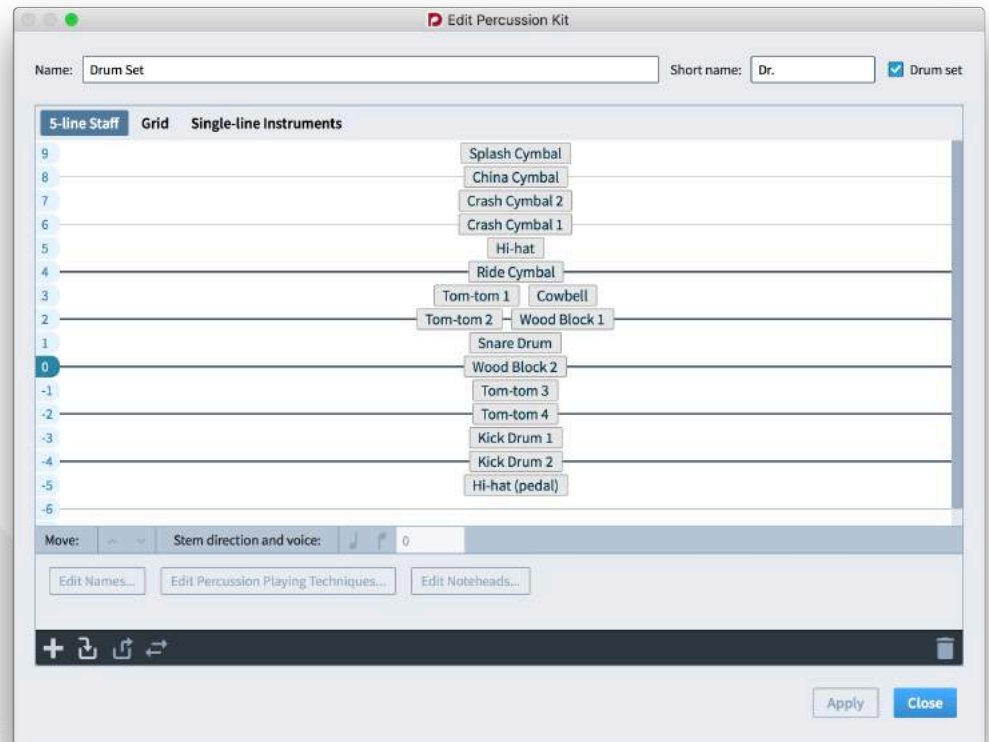 Edit Percussion Kit
Name: Drum Set Short name: Dr. Drum set
5-line Staff Grid Single-line Instruments
9 Splash Cymbal
8 China Cymbal
7 Crash Cymbal 2
6 Crash Cymbal 1
5 Hi-hat
4 Ride Cymbal
3 Tom-tom 1 Cowbell
2 Tom-tom 2 Wood Block 1
1 Snare Drum
0 Wood Block 2
-1 Tom-tom 3
-2 Tom-tom 4
-3 Kick Drum 1
-4 Kick Drum 2
-5 Hi-hat (pedal)
-6
Move: Stem direction and voice: 0
Edit Names... Edit Percussion Playing Techniques... Edit Noteheads...
Apply Close